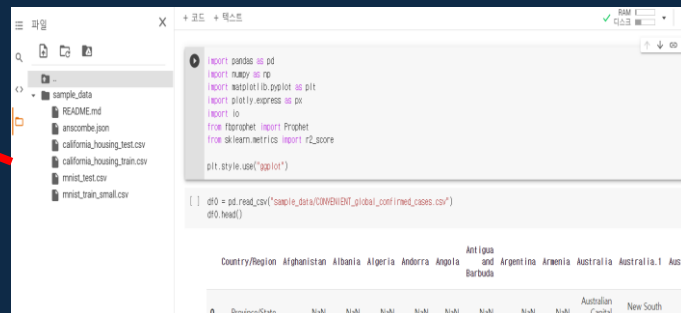 파일
X
+ 코드 + 텍스트
RAM
디스크
..
sample_data
README.md
anscombe.json
california_housing_test.csv
california_housing_train.csv
mnist_test.csv
mnist_train_small.csv
import pandas as pd
import numpy as np
import matplotlib.pyplot as plt
import plotly.express as px
import io
from fbprophet import Prophet
from sklearn.metrics import r2_score
plt.style.use("ggplot")
[ ] df0 = pd.read_csv("sample_data/CONVENIENT_global_confirmed_cases.csv")
df0.head()
Country/Region Afghanistan Albania Algeria Andorra Angola Antigua and Barbuda Argentina Armenia Australia Australia.1 Aus
0 Province/State NaN NaN NaN NaN NaN NaN NaN NaN Australian Capital New South